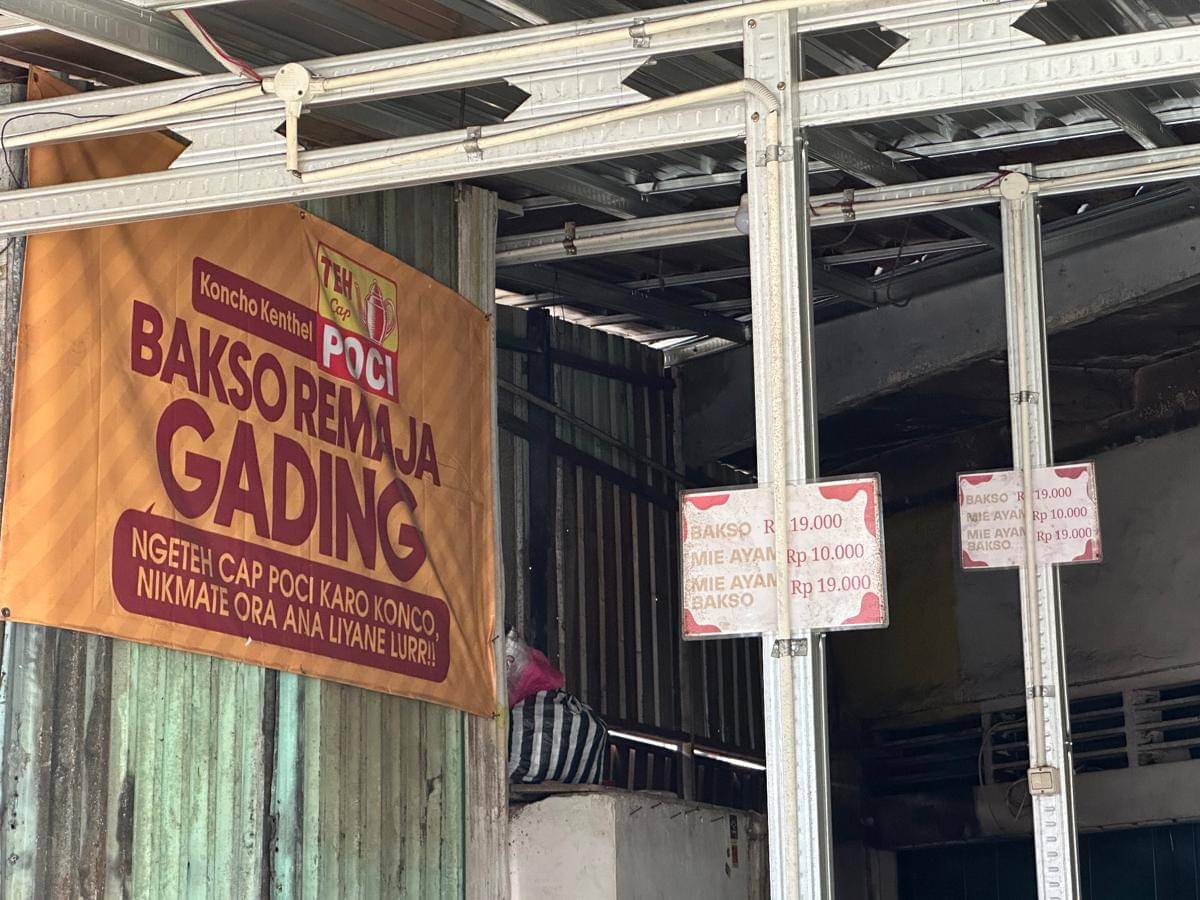 Koncho Kenthel
TEH
Cap
POCI
BAKSO REMAJA
GADING
NGETEH CAP POCI KARO KONCO,
NIKMATE ORA ANA LIYANE LURR!!
BAKSO Rp 19.000
MIE AYAM Rp 10.000
MIE AYAM Rp 19.000
BAKSO
BAKSO Rp 19.000
MIE AYAM Rp 10.000
MIE AYAM Rp 19.000
BAKSO